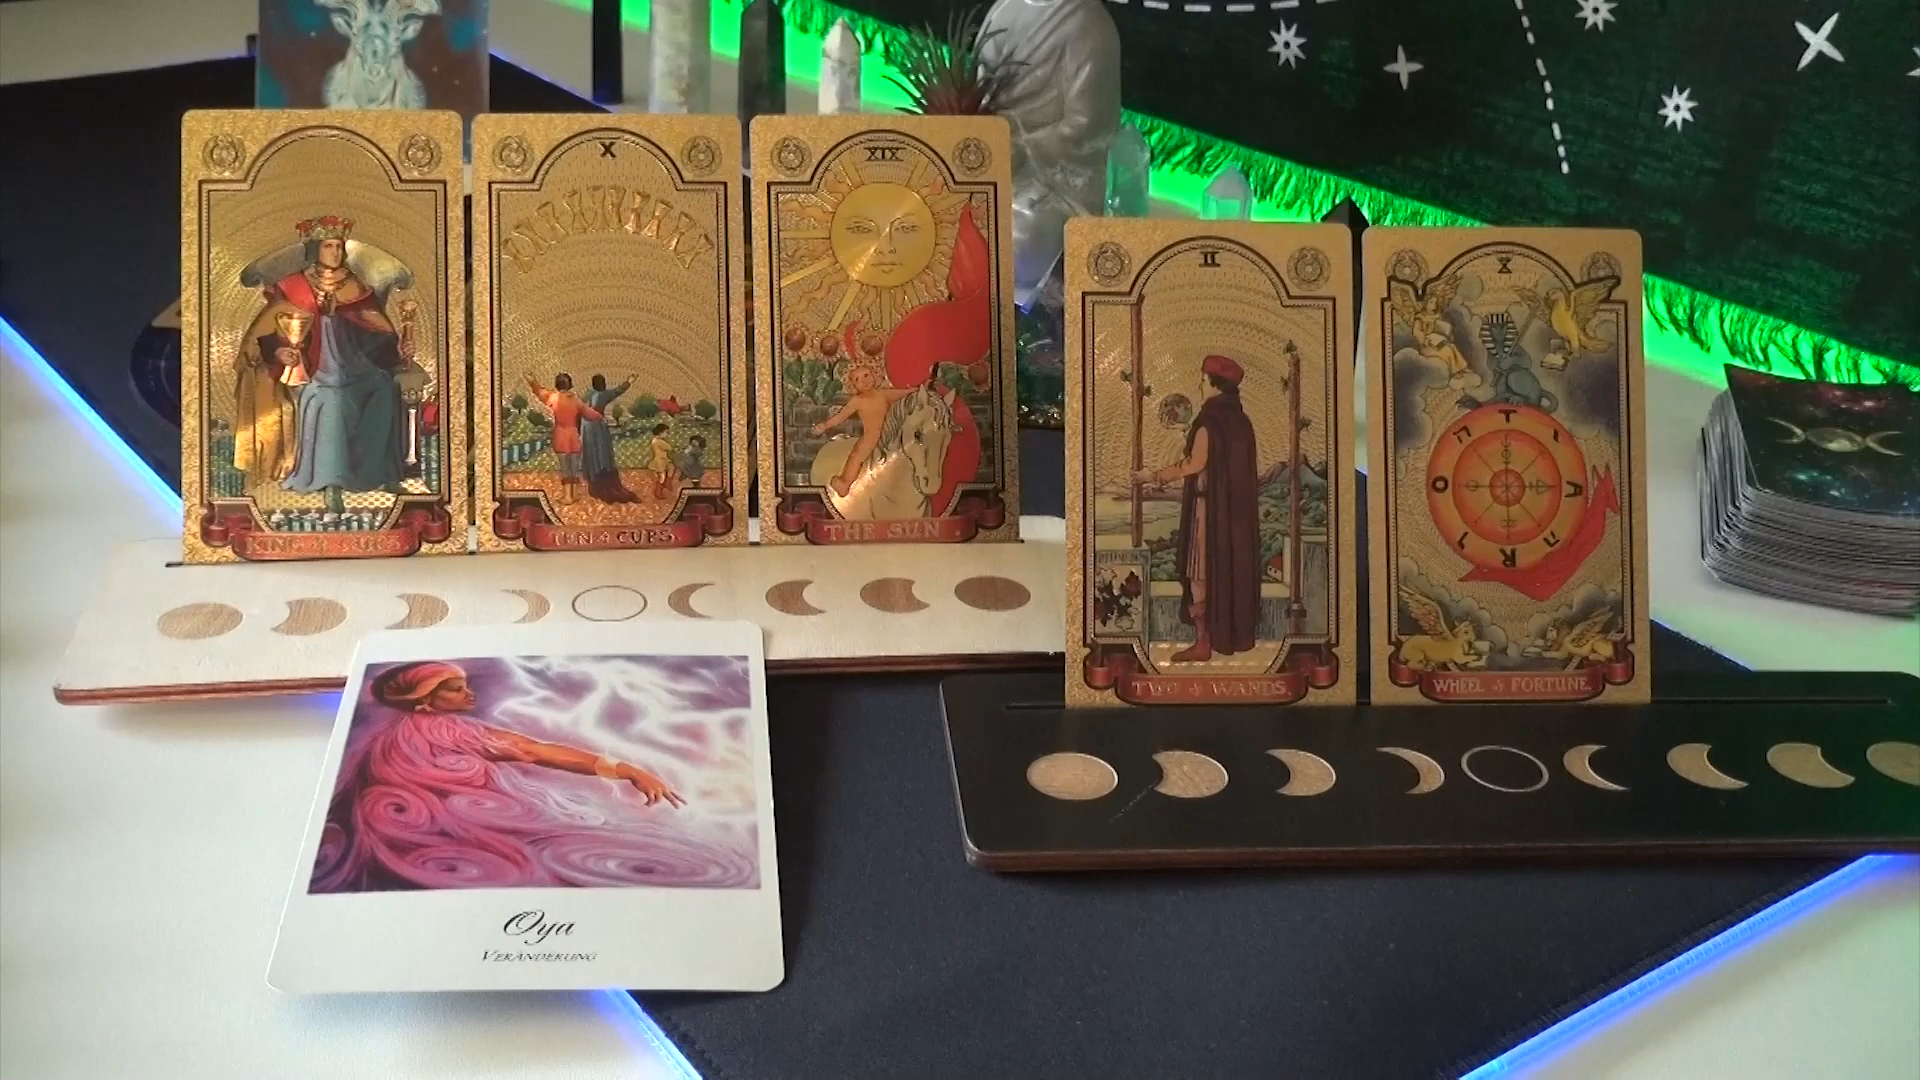 KING of CUPS.
X
TEN of CUPS.
XIX
THE SUN.
II
TWO of WANDS.
X
T
A
R
O
WHEEL of FORTUNE.
Oya
VERÄNDERUNG